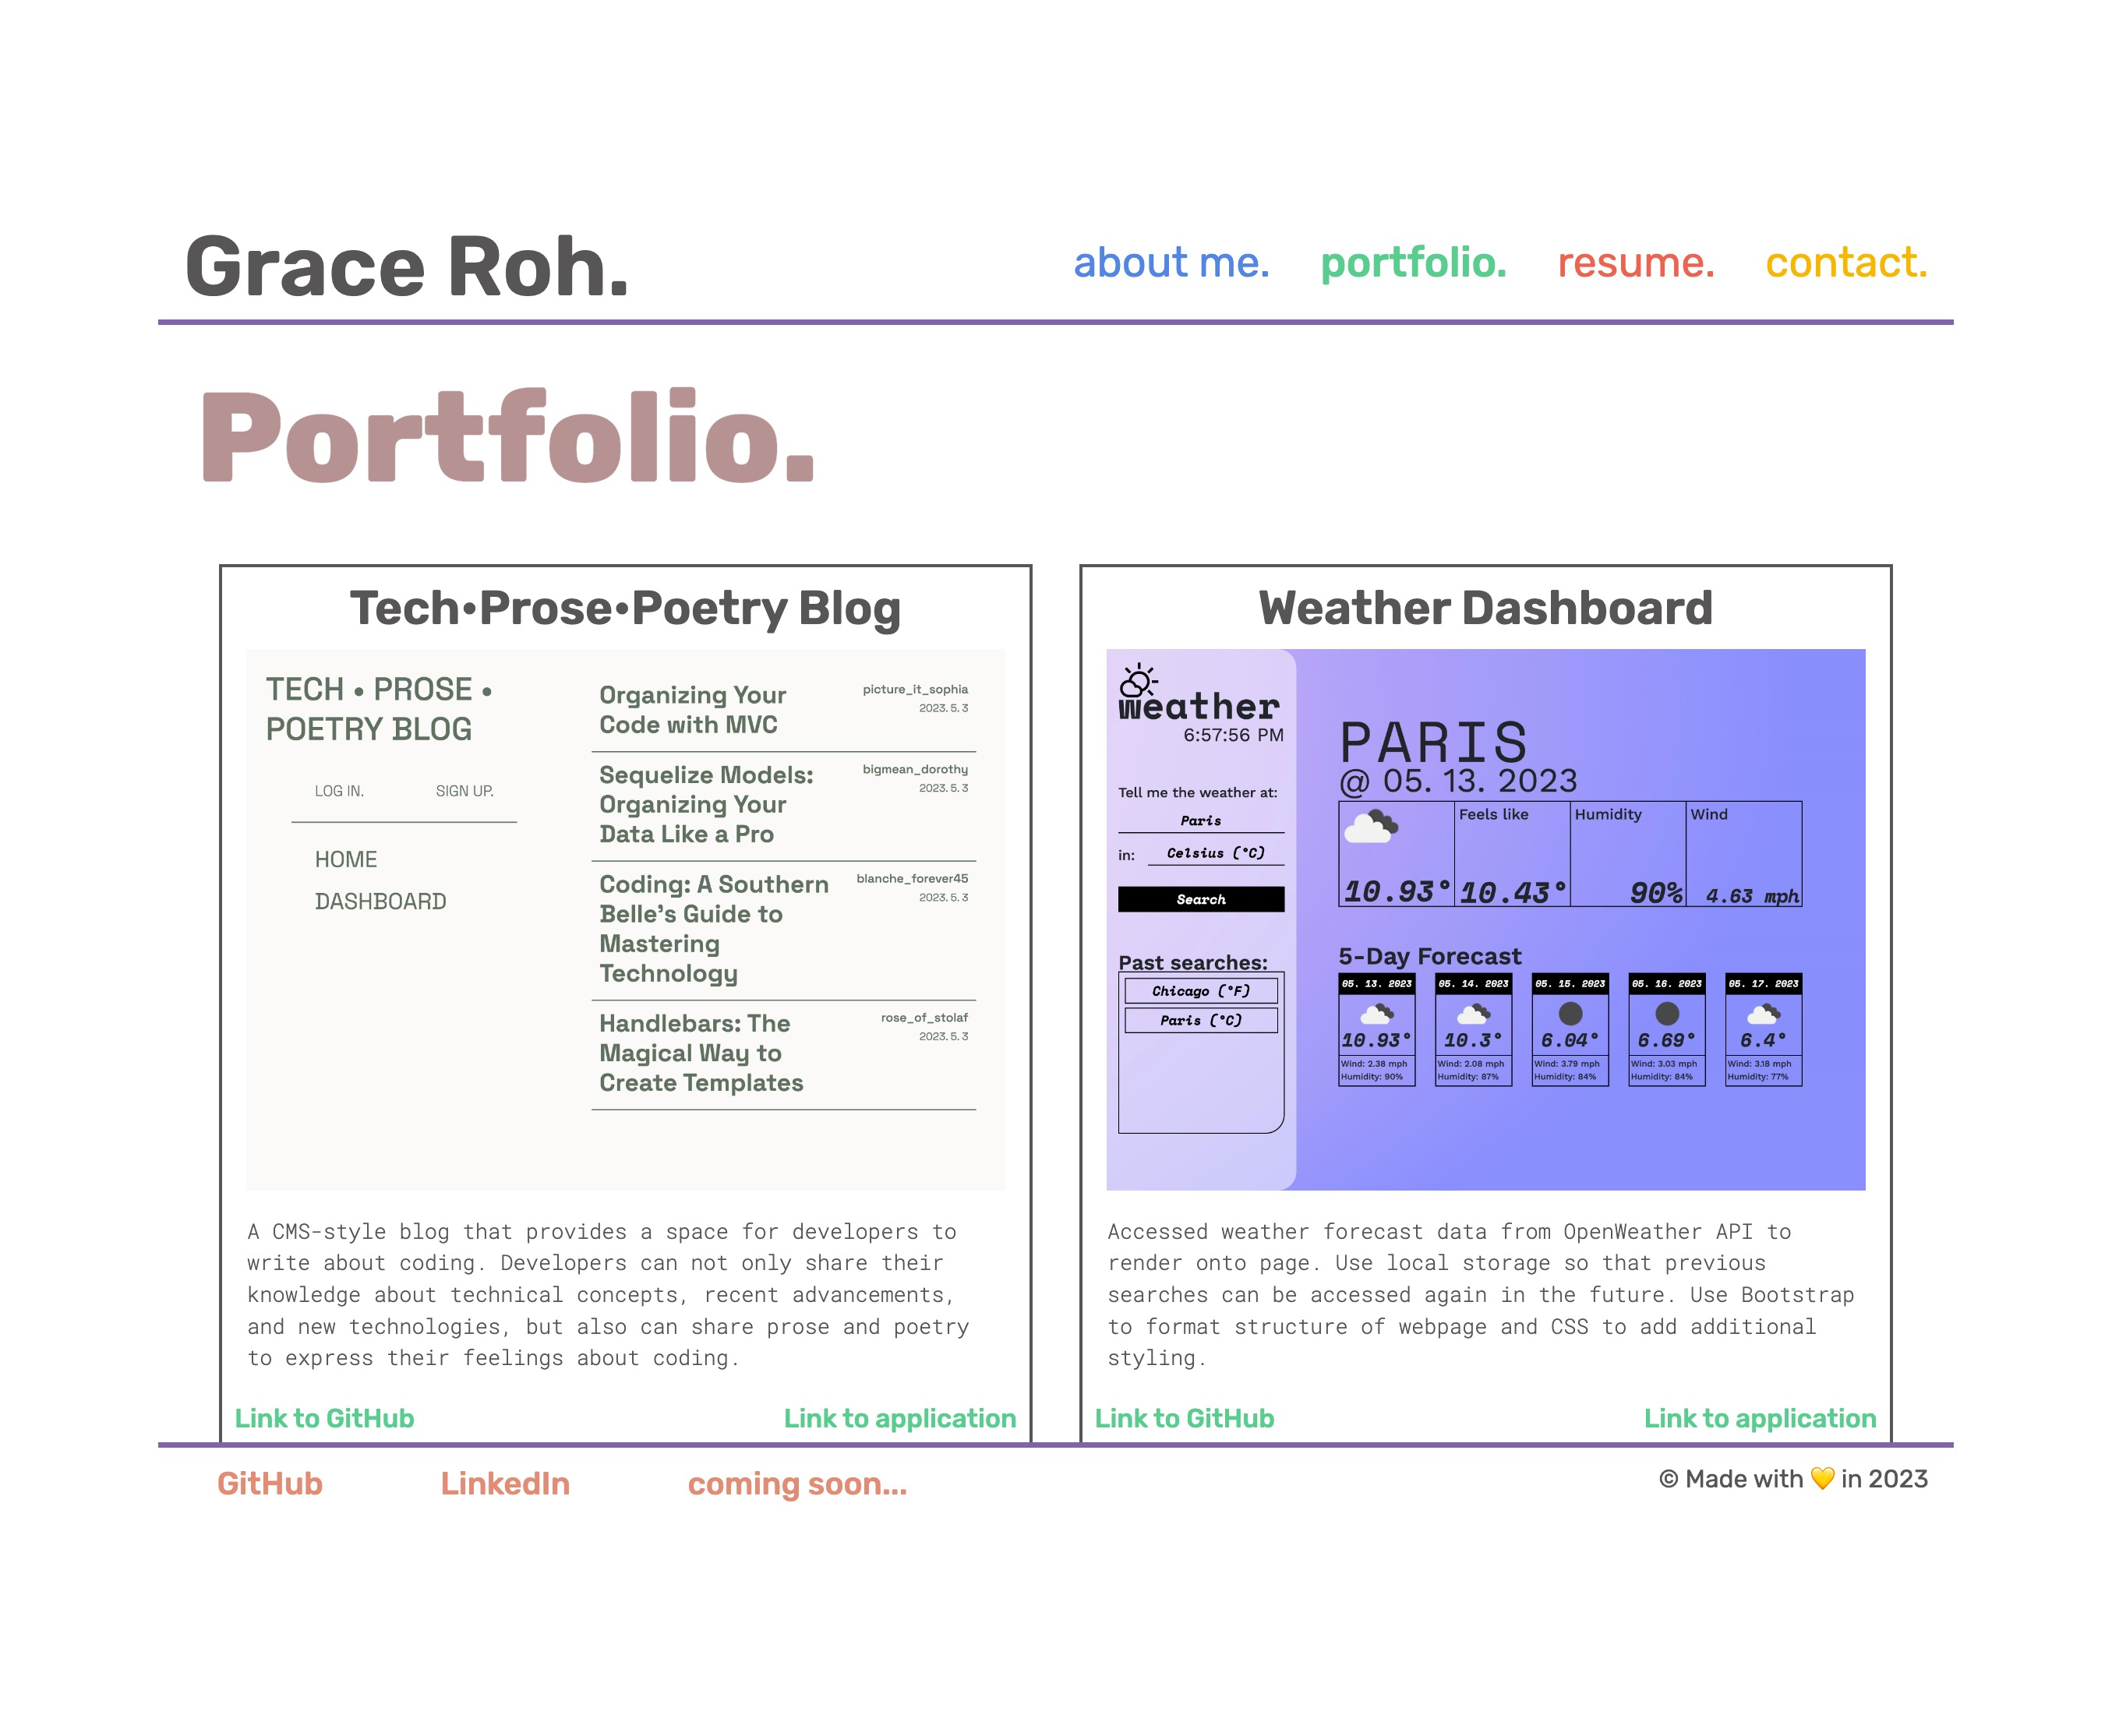 Grace Roh.
about me. portfolio. resume. contact.
Portfolio.
Tech•Prose•Poetry Blog
TECH • PROSE •
POETRY BLOG
LOG IN. SIGN UP.
HOME
DASHBOARD
Organizing Your
Code with MVC
picture_it_sophia
2023.5.3
Sequelize Models:
Organizing Your
Data Like a Pro
bigmean_dorothy
2023.5.3
Coding: A Southern
Belle's Guide to
Mastering
Technology
blanche_forever45
2023.5.3
Handlebars: The
Magical Way to
Create Templates
rose_of_stolaf
2023.5.3
A CMS-style blog that provides a space for developers to
write about coding. Developers can not only share their
knowledge about technical concepts, recent advancements,
and new technologies, but also can share prose and poetry
to express their feelings about coding.
Link to GitHub Link to application
Weather Dashboard
Weather
6:57:56 PM
Tell me the weather at:
Paris
in: Celsius (°C)
Search
Past searches:
Chicago (°F)
Paris (°C)
PARIS
@ 05. 13. 2023
Feels like Humidity Wind
10.93° 10.43° 90% 4.63 mph
5-Day Forecast
05. 13. 2023 05. 14. 2023 05. 15. 2023 05. 16. 2023 05. 17. 2023
10.93° 10.3° 6.04° 6.69° 6.4°
Wind: 2.38 mph Wind: 2.08 mph Wind: 3.79 mph Wind: 3.03 mph Wind: 3.18 mph
Humidity: 90% Humidity: 87% Humidity: 84% Humidity: 84% Humidity: 77%
Accessed weather forecast data from OpenWeather API to
render onto page. Use local storage so that previous
searches can be accessed again in the future. Use Bootstrap
to format structure of webpage and CSS to add additional
styling.
Link to GitHub Link to application
GitHub LinkedIn coming soon...
© Made with 💛 in 2023